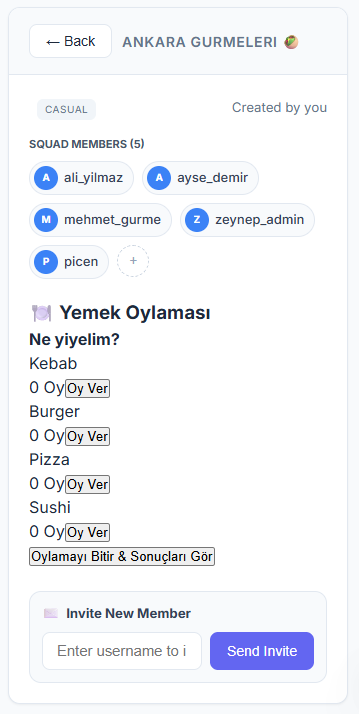 ← Back ANKARA GURMELERI 🥙
CASUAL Created by you
SQUAD MEMBERS (5)
A ali_yilmaz A ayse_demir
M mehmet_gurme Z zeynep_admin
P picen +
🍽️ Yemek Oylaması
Ne yiyelim?
Kebab
0 Oy Oy Ver
Burger
0 Oy Oy Ver
Pizza
0 Oy Oy Ver
Sushi
0 Oy Oy Ver
Oylamayı Bitir & Sonuçları Gör
✉️ Invite New Member
Enter username to i Send Invite